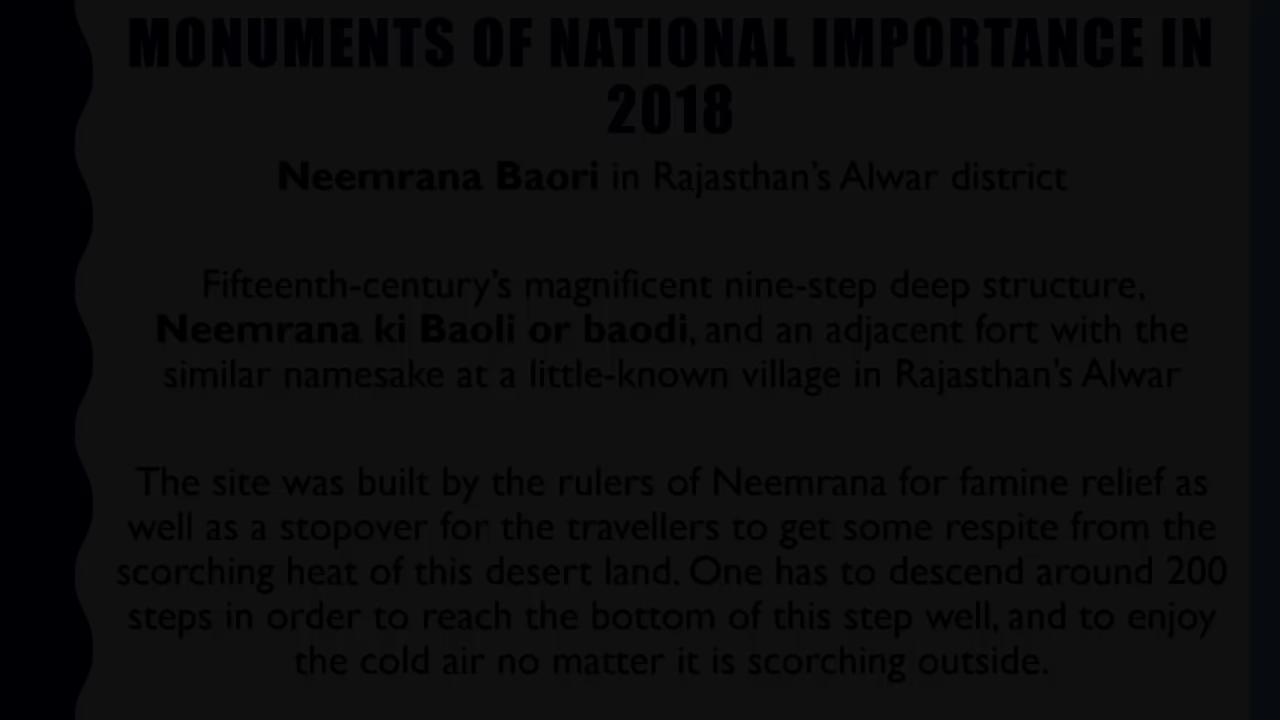 MONUMENTS OF NATIONAL IMPORTANCE IN
2018
Neemrana Baori in Rajasthan's Alwar district
Fifteenth-century's magnificent nine-step deep structure,
Neemrana ki Baoli or baodi, and an adjacent fort with the
similar namesake at a little-known village in Rajasthan's Alwar
The site was built by the rulers of Neemrana for famine relief as
well as a stopover for the travellers to get some respite from the
scorching heat of this desert land. One has to descend around 200
steps in order to reach the bottom of this step well, and to enjoy
the cold air no matter it is scorching outside.